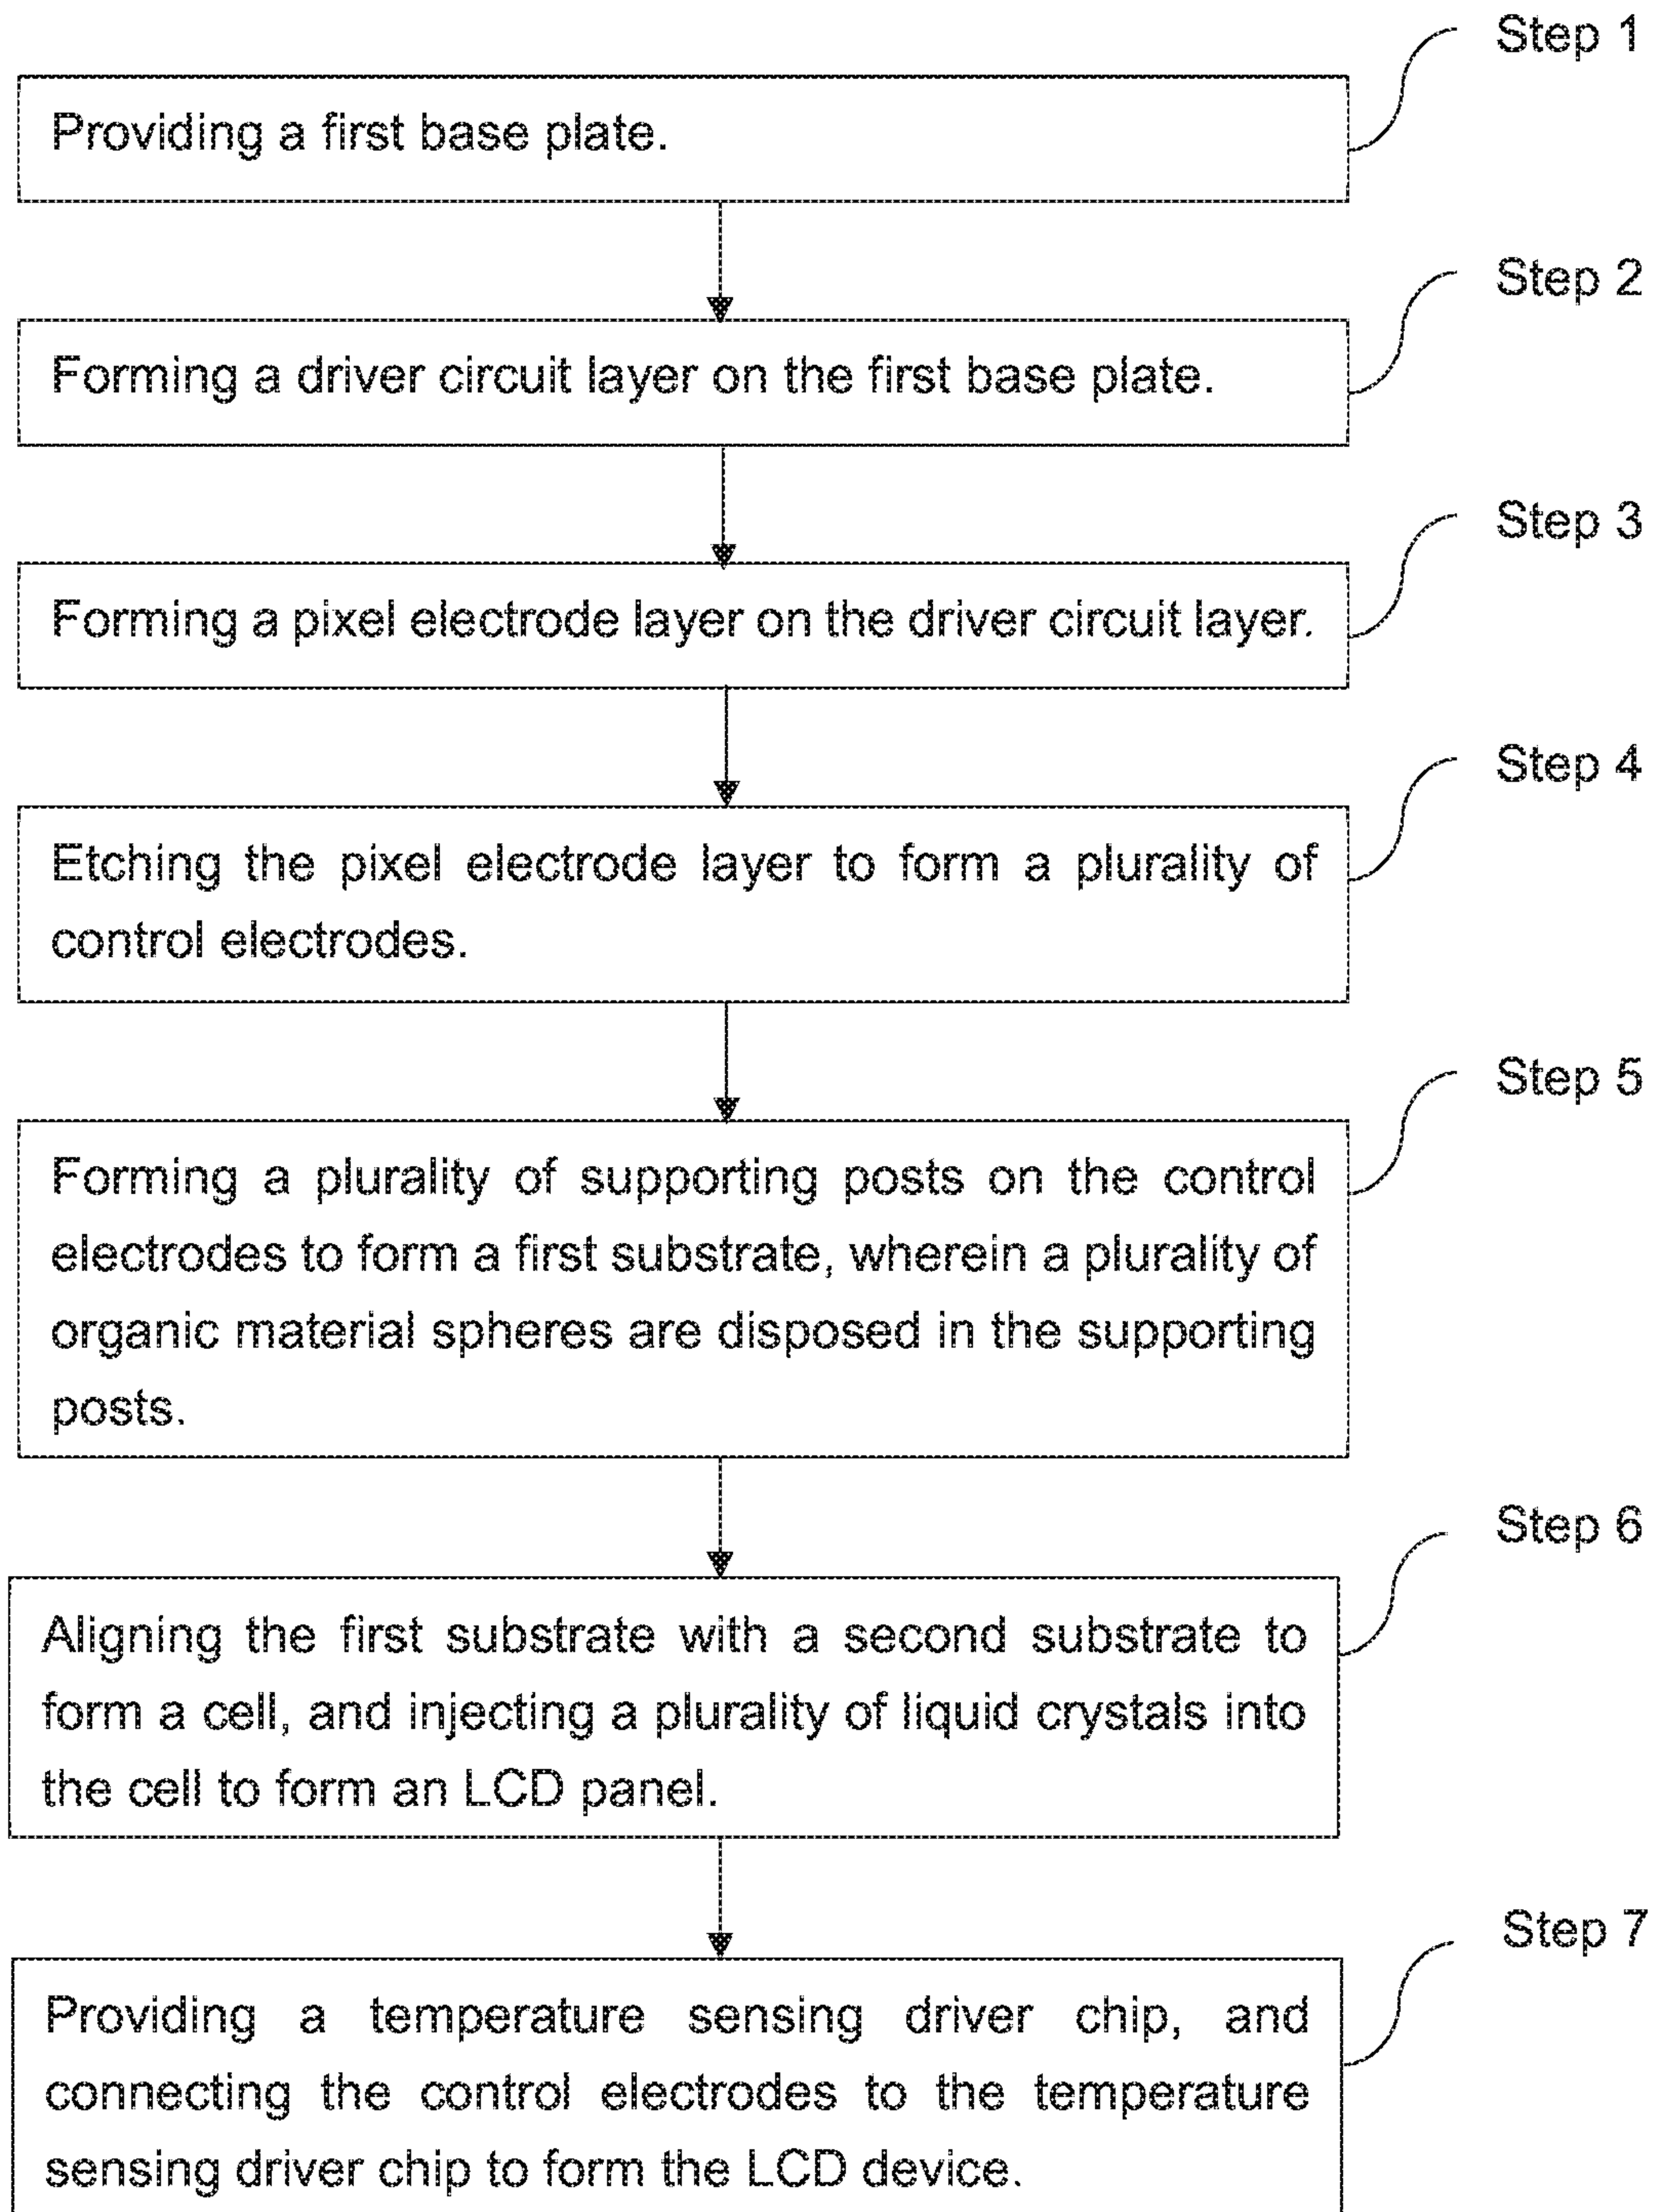 Step 1
Providing a first base plate.
Step 2
Forming a driver circuit layer on the first base plate.
Step 3
Forming a pixel electrode layer on the driver circuit layer.
Step 4
Etching the pixel electrode layer to form a plurality of
control electrodes.
Step 5
Forming a plurality of supporting posts on the control
electrodes to form a first substrate, wherein a plurality of
organic material spheres are disposed in the supporting
posts.
Step 6
Aligning the first substrate with a second substrate to
form a cell, and injecting a plurality of liquid crystals into
the cell to form an LCD panel.
Step 7
Providing a temperature sensing driver chip, and
connecting the control electrodes to the temperature
sensing driver chip to form the LCD device.